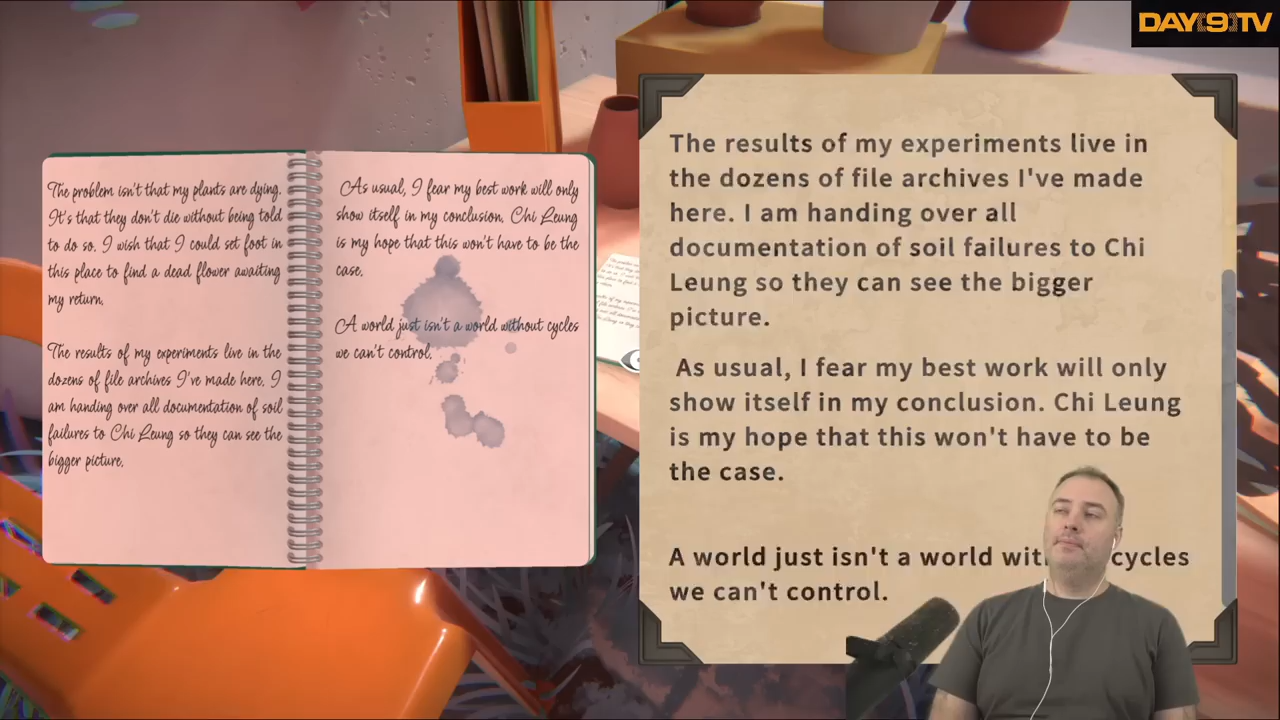 DAY[9]TV
The problem isn't that my plants are dying.
It's that they don't die without being told
to do so. I wish that I could set foot in
this place to find a dead flower awaiting
my return.
The results of my experiments live in the
dozens of file archives I've made here. I
am handing over all documentation of soil
failures to Chi Leung so they can see the
bigger picture.
As usual, I fear my best work will only
show itself in my conclusion. Chi Leung
is my hope that this won't have to be the
case.
A world just isn't a world without cycles
we can't control.
The results of my experiments live in
the dozens of file archives I've made
here. I am handing over all
documentation of soil failures to Chi
Leung so they can see the bigger
picture.
As usual, I fear my best work will only
show itself in my conclusion. Chi Leung
is my hope that this won't have to be
the case.
A world just isn't a world cycles
we can't control.